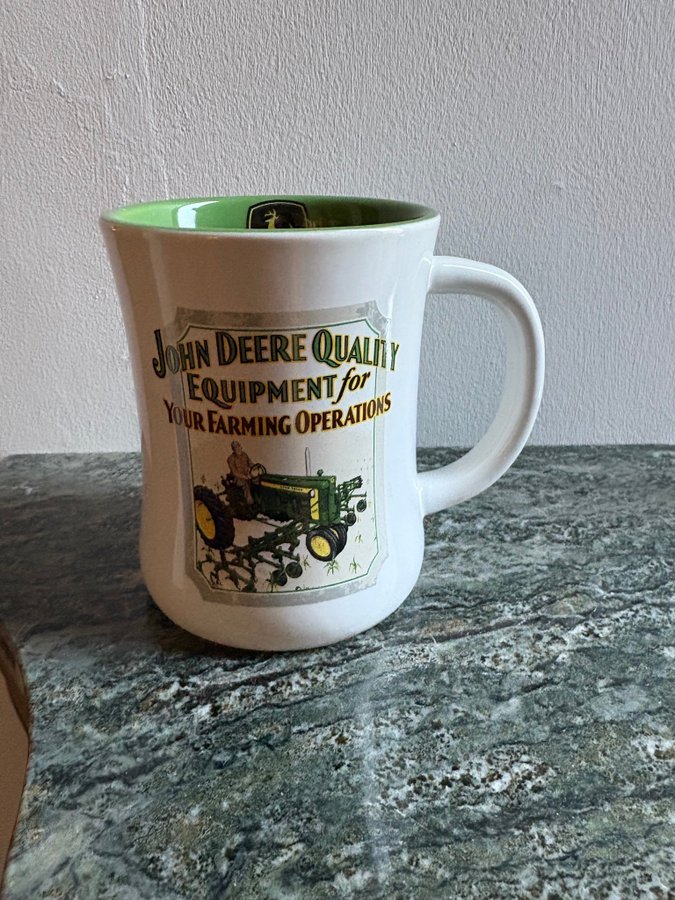 JOHN DEERE QUALITY
EQUIPMENT for
YOUR FARMING OPERATIONS